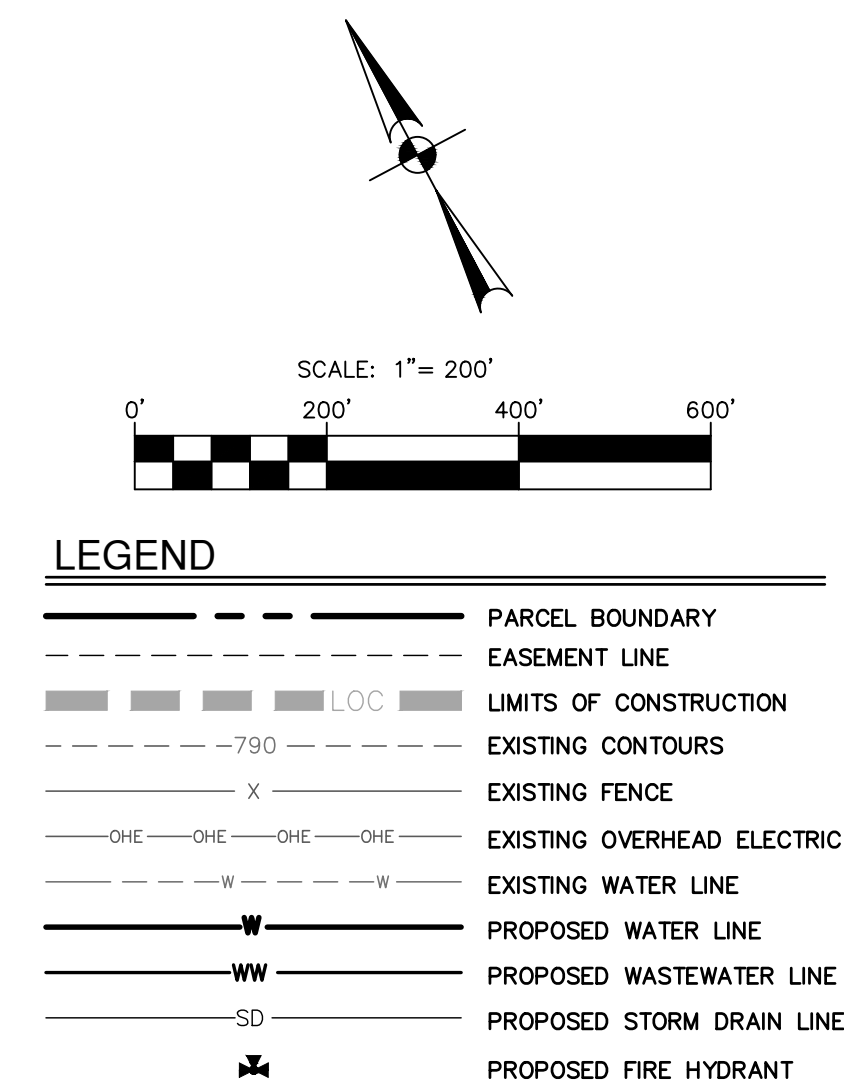 SCALE: 1"= 200'
0' 200' 400' 600'
LEGEND
PARCEL BOUNDARY
EASEMENT LINE
LOC LIMITS OF CONSTRUCTION
790 EXISTING CONTOURS
X EXISTING FENCE
OHE OHE OHE OHE EXISTING OVERHEAD ELECTRIC
W W EXISTING WATER LINE
W PROPOSED WATER LINE
WW PROPOSED WASTEWATER LINE
SD PROPOSED STORM DRAIN LINE
PROPOSED FIRE HYDRANT